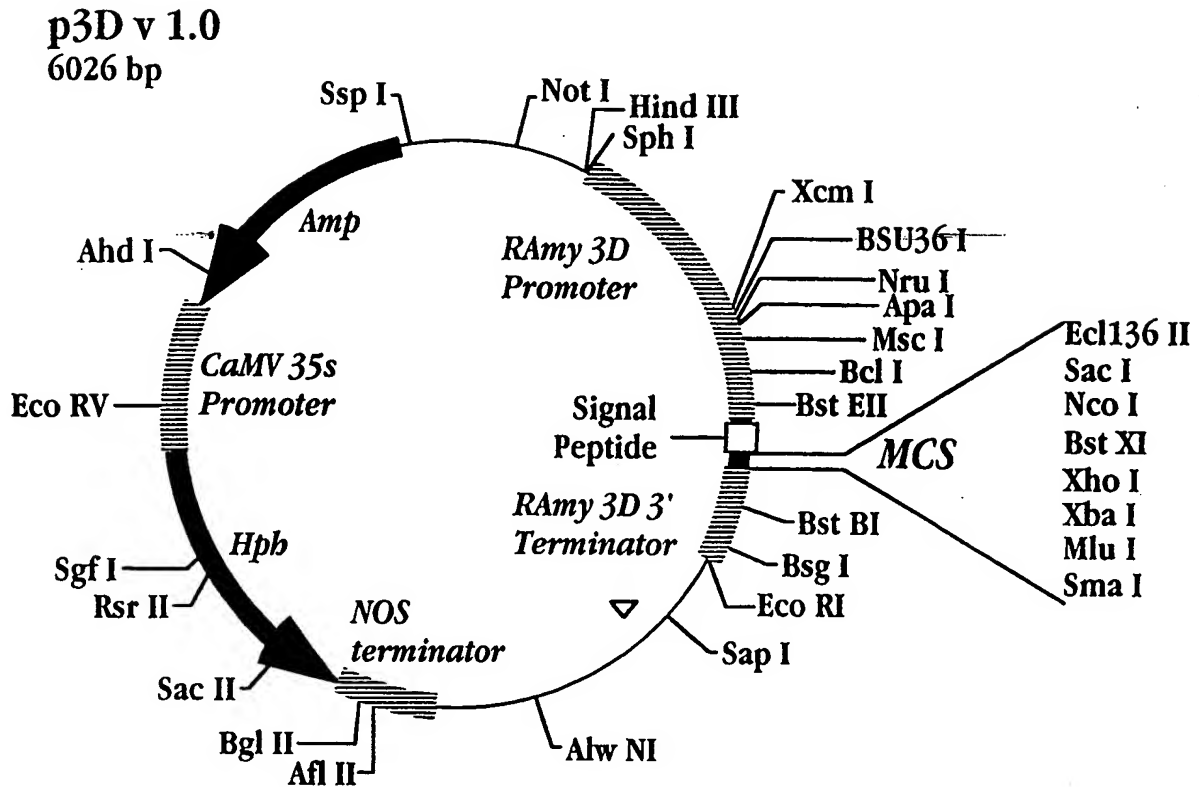 p3D v 1.0
6026 bp
Ssp I
Not I
Hind III
Sph I
Xcm I
BSU36 I
Nru I
Apa I
Msc I
Bcl I
Bst EII
Amp
Ahd I
RAmy 3D
Promoter
CaMV 35s
Promoter
Eco RV
Signal
Peptide
MCS
Ecl136 II
Sac I
Nco I
Bst XI
Xho I
Xba I
Mlu I
Sma I
RAmy 3D 3'
Terminator
Bst BI
Bsg I
Eco RI
Sap I
Hph
Sgf I
Rsr II
NOS
terminator
Sac II
Bgl II
Afl II
Alw NI